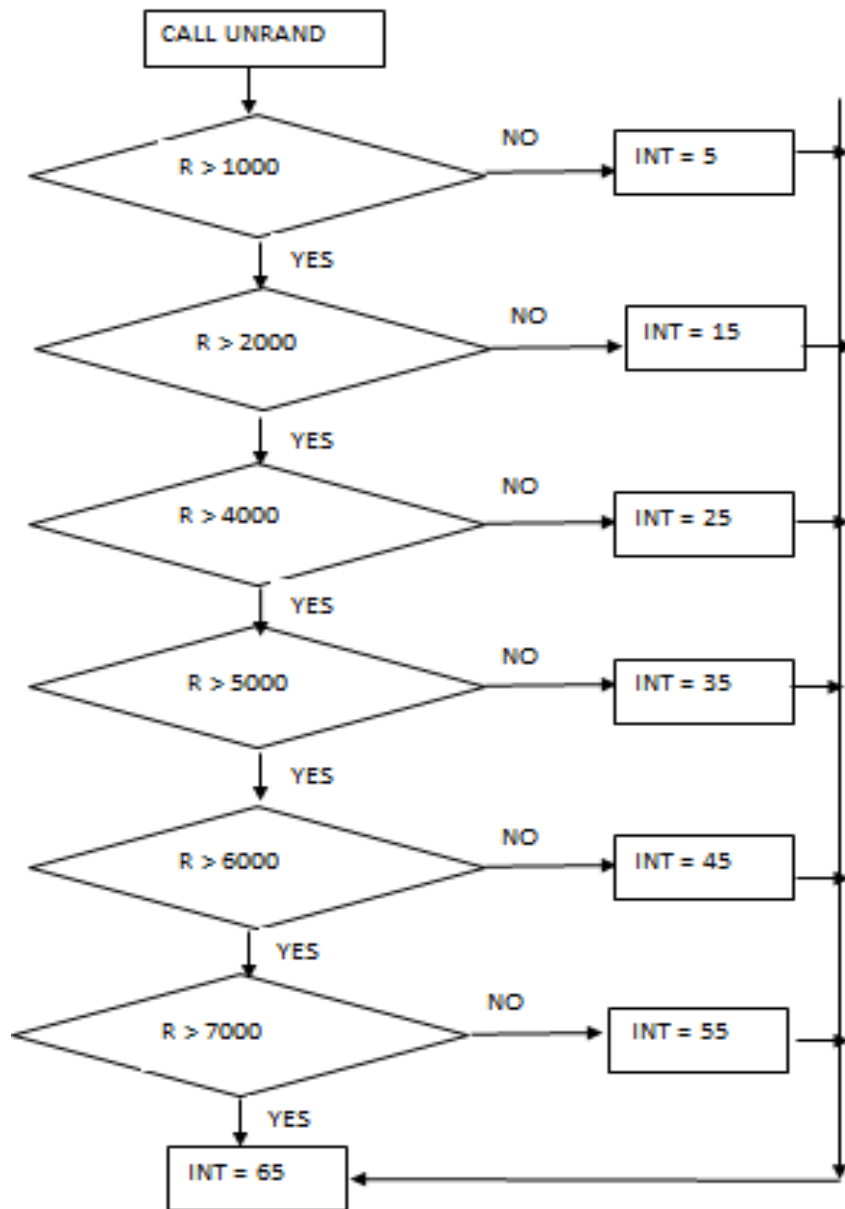 CALL UNRAND
R > 1000
NO
INT = 5
YES
R > 2000
NO
INT = 15
YES
R > 4000
NO
INT = 25
YES
R > 5000
NO
INT = 35
YES
R > 6000
NO
INT = 45
YES
R > 7000
NO
INT = 55
YES
INT = 65